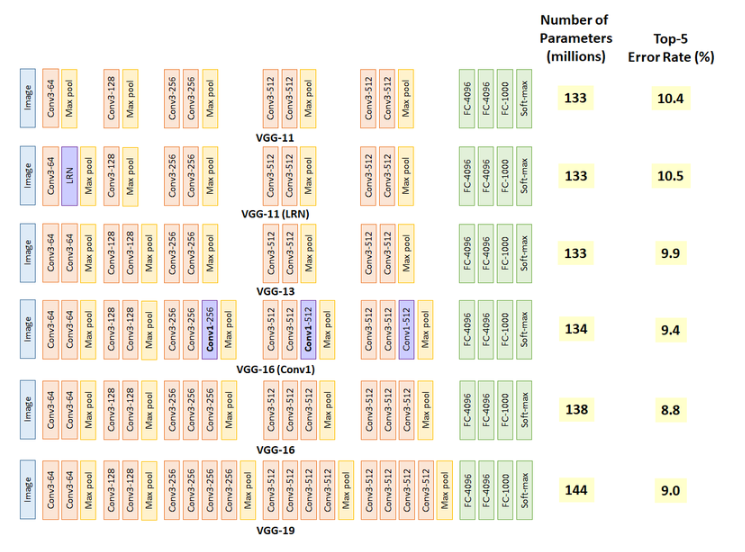 Number of
Parameters
(millions)
Top-5
Error Rate (%)
Image Conv3-64 Max pool Conv3-128 Max pool Conv3-256 Conv3-256 Max pool Conv3-512 Conv3-512 Max pool Conv3-512 Conv3-512 Max pool FC-4096 FC-4096 FC-1000 Soft-max 133 10.4
VGG-11
Image Conv3-64 LRN Max pool Conv3-128 Max pool Conv3-256 Conv3-256 Max pool Conv3-512 Conv3-512 Max pool Conv3-512 Conv3-512 Max pool FC-4096 FC-4096 FC-1000 Soft-max 133 10.5
VGG-11 (LRN)
Image Conv3-64 Conv3-64 Max pool Conv3-128 Conv3-128 Max pool Conv3-256 Conv3-256 Max pool Conv3-512 Conv3-512 Max pool Conv3-512 Conv3-512 Max pool FC-4096 FC-4096 FC-1000 Soft-max 133 9.9
VGG-13
Image Conv3-64 Conv3-64 Max pool Conv3-128 Conv3-128 Max pool Conv3-256 Conv3-256 Conv1-256 Max pool Conv3-512 Conv3-512 Conv1-512 Max pool Conv3-512 Conv3-512 Conv1-512 Max pool FC-4096 FC-4096 FC-1000 Soft-max 134 9.4
VGG-16 (Conv1)
Image Conv3-64 Conv3-64 Max pool Conv3-128 Conv3-128 Max pool Conv3-256 Conv3-256 Conv3-256 Max pool Conv3-512 Conv3-512 Conv3-512 Max pool Conv3-512 Conv3-512 Conv3-512 Max pool FC-4096 FC-4096 FC-1000 Soft-max 138 8.8
VGG-16
Image Conv3-64 Conv3-64 Max pool Conv3-128 Conv3-128 Max pool Conv3-256 Conv3-256 Conv3-256 Conv3-256 Max pool Conv3-512 Conv3-512 Conv3-512 Conv3-512 Max pool Conv3-512 Conv3-512 Conv3-512 Conv3-512 Max pool FC-4096 FC-4096 FC-1000 Soft-max 144 9.0
VGG-19